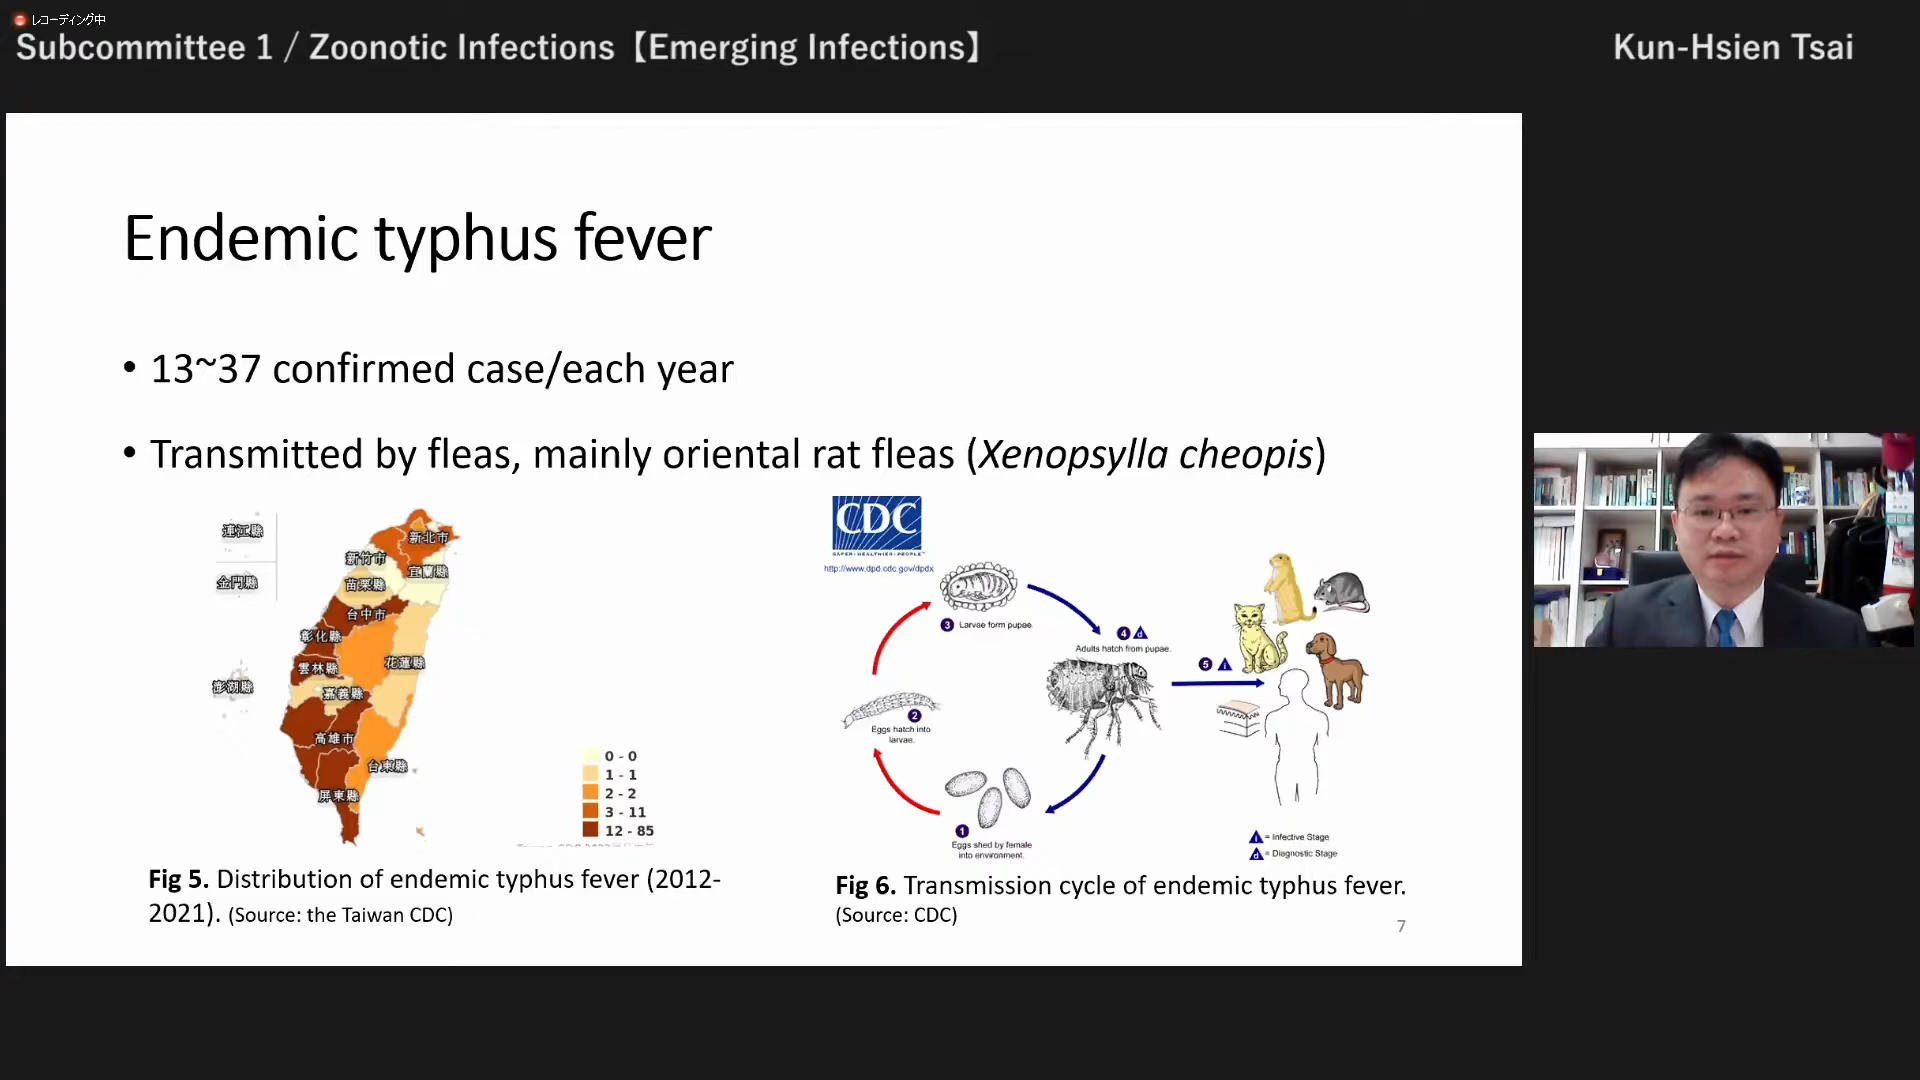 レコーディング中
Subcommittee 1 / Zoonotic Infections【Emerging Infections】
Kun-Hsien Tsai
Endemic typhus fever
• 13~37 confirmed case/each year
• Transmitted by fleas, mainly oriental rat fleas (Xenopsylla cheopis)
連江縣
金門縣
澎湖縣
新北市
新竹市
宜蘭縣
苗栗縣
台中市
彰化縣
雲林縣
花蓮縣
嘉義縣
高雄市
台東縣
屏東縣
0 - 0
1 - 1
2 - 2
3 - 11
12 - 85
Fig 5. Distribution of endemic typhus fever (2012-
2021). (Source: the Taiwan CDC)
CDC
SAFER • HEALTHIER • PEOPLE™
http://www.dpd.cdc.gov/dpdx
3 Larvae form pupae.
4 d
Adults hatch from pupae.
5 i
2
Eggs hatch into
larvae.
1
Eggs shed by female
into environment.
i = Infective Stage
d = Diagnostic Stage
Fig 6. Transmission cycle of endemic typhus fever.
(Source: CDC)
7